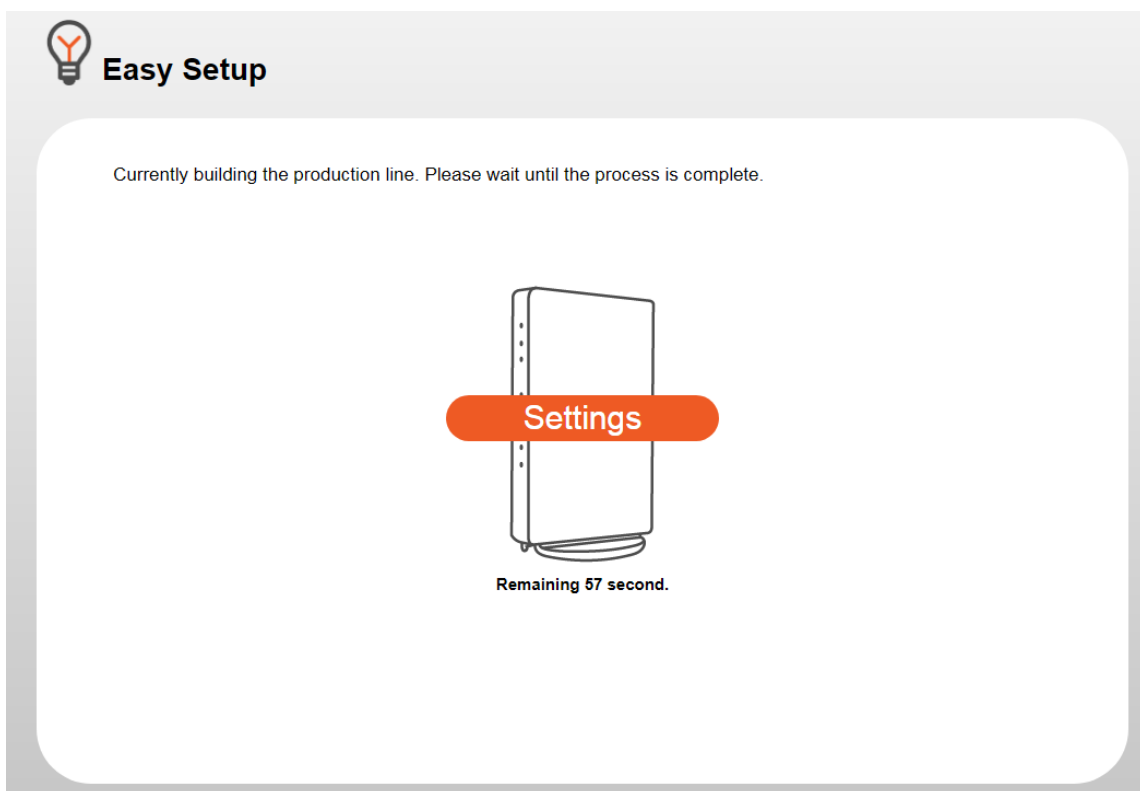 Easy Setup
Currently building the production line. Please wait until the process is complete.
Settings
Remaining 57 second.